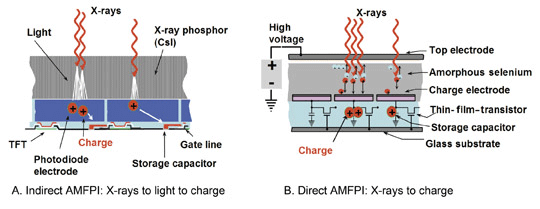 X-rays
Light
X-ray phosphor
(CsI)
TFT
Photodiode
electrode
Charge
Gate line
Storage capacitor
A. Indirect AMFPI: X-rays to light to charge
High
voltage
X-rays
Top electrode
Amorphous selenium
Charge electrode
Thin-film-transistor
Storage capacitor
Glass substrate
Charge
B. Direct AMFPI: X-rays to charge